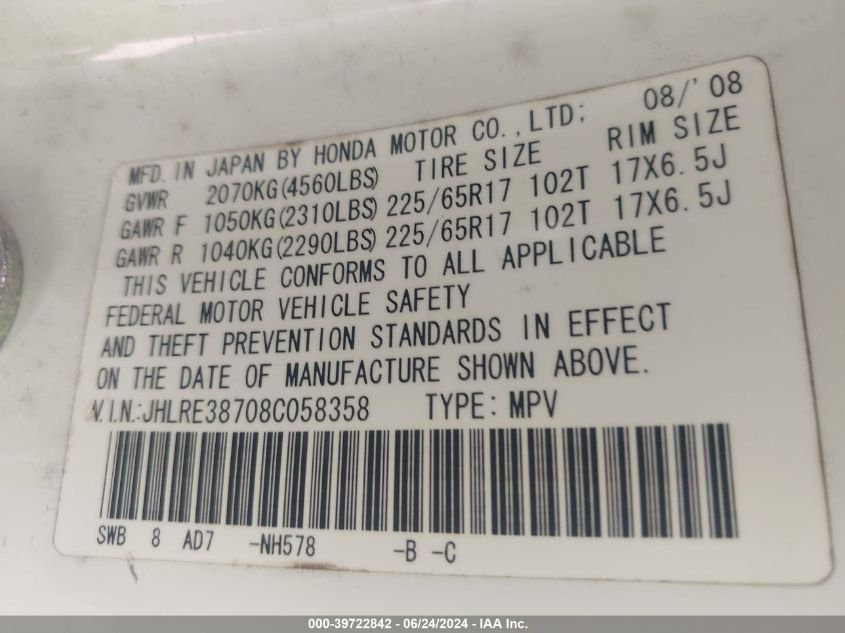 MFD. IN JAPAN BY HONDA MOTOR CO.,LTD; 08/'08
GVWR 2070KG(4560LBS) TIRE SIZE RIM SIZE
GAWR F 1050KG(2310LBS) 225/65R17 102T 17X6.5J
GAWR R 1040KG(2290LBS) 225/65R17 102T 17X6.5J
THIS VEHICLE CONFORMS TO ALL APPLICABLE
FEDERAL MOTOR VEHICLE SAFETY
AND THEFT PREVENTION STANDARDS IN EFFECT
ON THE DATE OF MANUFACTURE SHOWN ABOVE.
V.I.N.:JHLRE38708C058358 TYPE: MPV
SWB 8 AD7 -NH578 -B -C
000-39722842 - 06/24/2024 - IAA Inc.